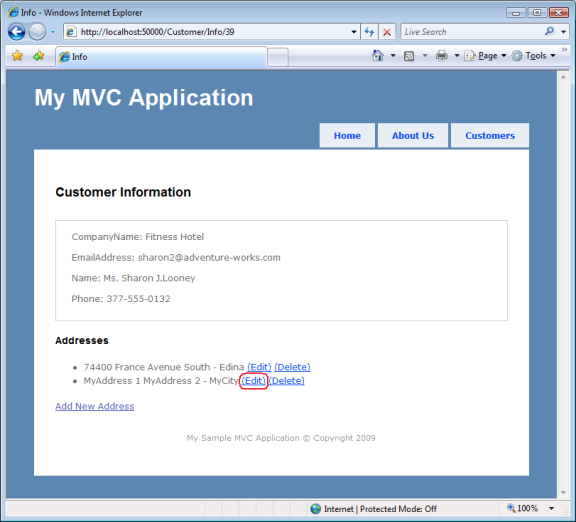 Info - Windows Internet Explorer
http://localhost:50000/Customer/Info/39
Live Search
Info
Page
Tools
My MVC Application
Home
About Us
Customers
Customer Information
CompanyName: Fitness Hotel
EmailAddress: sharon2@adventure-works.com
Name: Ms. Sharon J.Looney
Phone: 377-555-0132
Addresses
74400 France Avenue South - Edina (Edit) (Delete)
MyAddress 1 MyAddress 2 - MyCity (Edit) (Delete)
Add New Address
My Sample MVC Application © Copyright 2009
Internet | Protected Mode: Off
100%